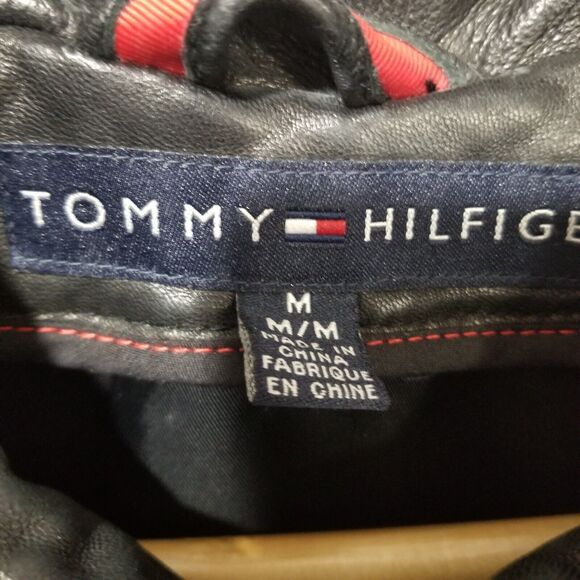 TOMMY HILFIGE
M
M/M
MADE IN
CHINA
FABRIQUE
EN CHINE